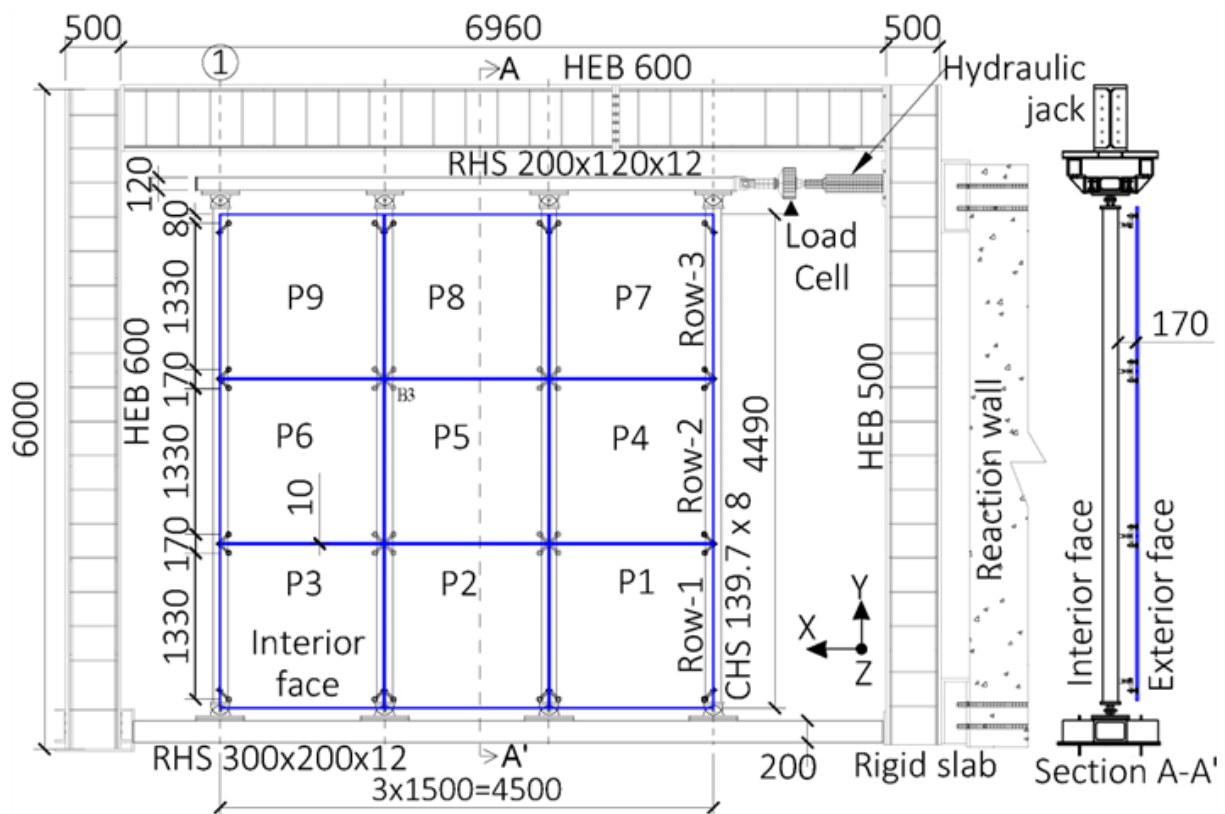 500
6960
500
1
A
HEB 600
Hydraulic
jack
RHS 200x120x12
120
80
Load
Cell
1330
P9
P8
P7
Row-3
170
170
B3
HEB 600
6000
1330
P6
P5
P4
Row-2
4490
HEB 500
Reaction wall
Interior face
Exterior face
10
170
P3
P2
P1
Row-1
CHS 139.7 x 8
1330
Interior
face
Y
X
Z
RHS 300x200x12
A'
200
Rigid slab
Section A-A'
3x1500=4500